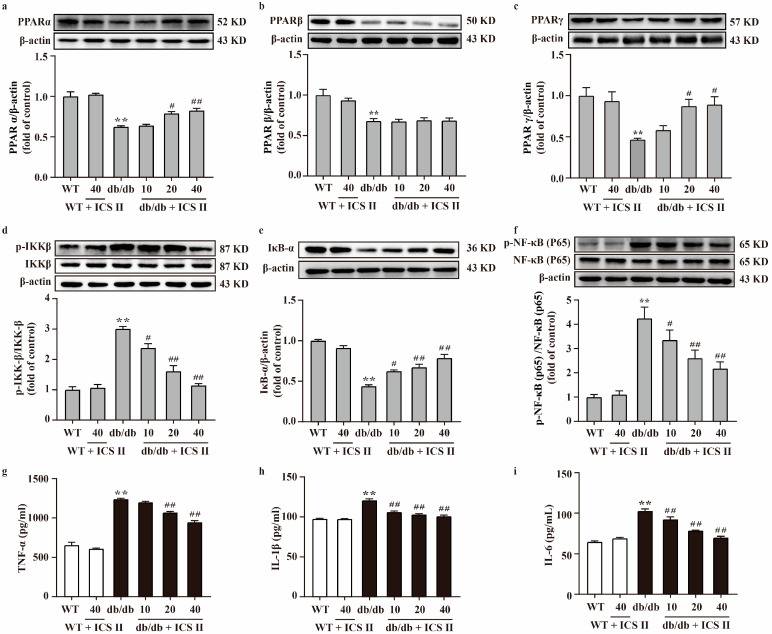 a
PPARα
52 KD
β-actin
43 KD
PPAR α/β-actin
(fold of control)
1.5
1.0
0.5
0.0
**
#
##
WT 40 db/db 10 20 40
WT + ICS II db/db + ICS II
b
PPARβ
50 KD
β-actin
43 KD
PPAR β/β-actin
(fold of control)
1.5
1.0
0.5
0.0
**
WT 40 db/db 10 20 40
WT + ICS II db/db + ICS II
c
PPARγ
57 KD
β-actin
43 KD
PPAR γ/β-actin
(fold of control)
1.5
1.0
0.5
0.0
**
#
#
WT 40 db/db 10 20 40
WT + ICS II db/db + ICS II
d
p-IKKβ
87 KD
IKKβ
87 KD
β-actin
43 KD
p-IKK-β/IKK-β
(fold of control)
4
3
2
1
0
**
#
##
##
WT 40 db/db 10 20 40
WT + ICS II db/db + ICS II
e
IκB-α
36 KD
β-actin
43 KD
IκB-α/β-actin
(fold of control)
1.5
1.0
0.5
0.0
**
#
##
##
WT 40 db/db 10 20 40
WT + ICS II db/db + ICS II
f
p-NF-κB (P65)
65 KD
NF-κB (P65)
65 KD
β-actin
43 KD
p-NF-κB (p65) /NF-κB (p65)
(fold of control)
5
4
3
2
1
0
**
#
##
##
WT 40 db/db 10 20 40
WT + ICS II db/db + ICS II
g
TNF-α (pg/ml)
1500
1000
500
0
**
##
##
WT 40 db/db 10 20 40
WT + ICS II db/db + ICS II
h
IL-1β (pg/ml)
150
100
50
0
**
##
##
##
WT 40 db/db 10 20 40
WT + ICS II db/db + ICS II
i
IL-6 (pg/mL)
150
100
50
0
**
##
##
##
WT 40 db/db 10 20 40
WT + ICS II db/db + ICS II